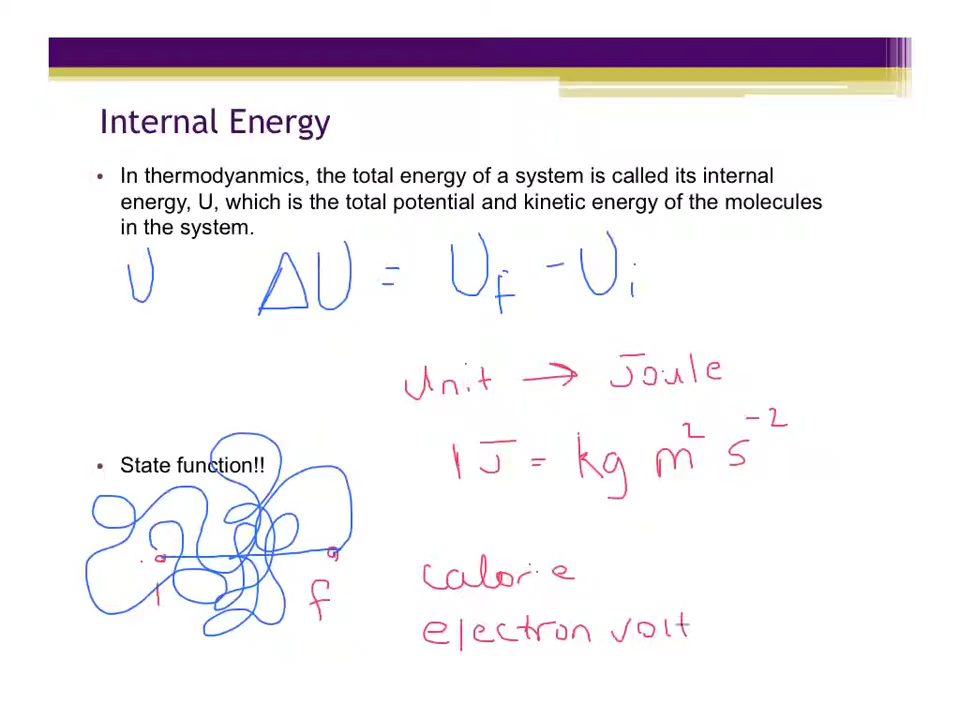 Internal Energy
• In thermodyanmics, the total energy of a system is called its internal
energy, U, which is the total potential and kinetic energy of the molecules
in the system.
U ΔU = U_f - U_i
Unit → Joule
1 J = kg m² s⁻²
• State function!!
i f
calorie
electron volt